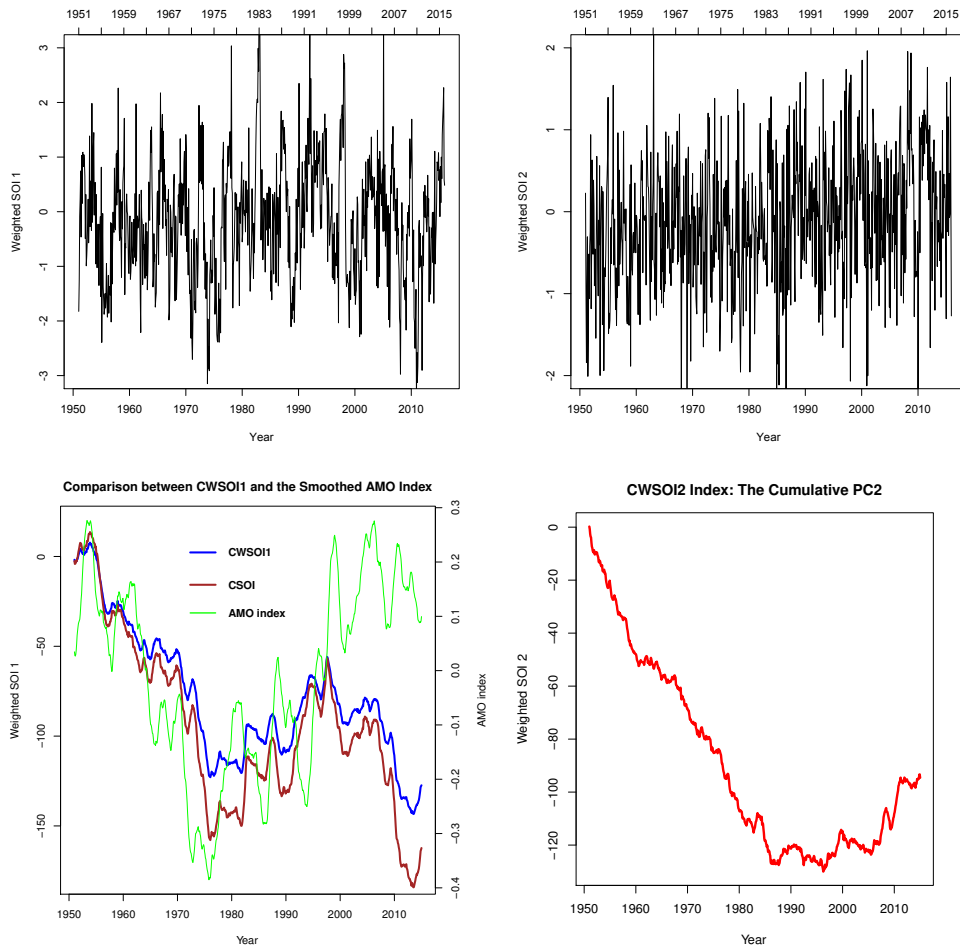 1951 1959 1967 1975 1983 1991 1999 2007 2015
3
2
1
0
-1
-2
-3
Weighted SOI 1
1950 1960 1970 1980 1990 2000 2010
Year
1951 1959 1967 1975 1983 1991 1999 2007 2015
2
1
0
-1
-2
Weighted SOI 2
1950 1960 1970 1980 1990 2000 2010
Year
Comparison between CWSOI1 and the Smoothed AMO Index
0
-50
-100
-150
Weighted SOI 1
CWSOI1
CSOI
AMO index
0.3
0.2
0.1
0.0
-0.1
-0.2
-0.3
-0.4
AMO index
1950 1960 1970 1980 1990 2000 2010
Year
CWSOI2 Index: The Cumulative PC2
0
-20
-40
-60
-80
-100
-120
Weighted SOI 2
1950 1960 1970 1980 1990 2000 2010
Year